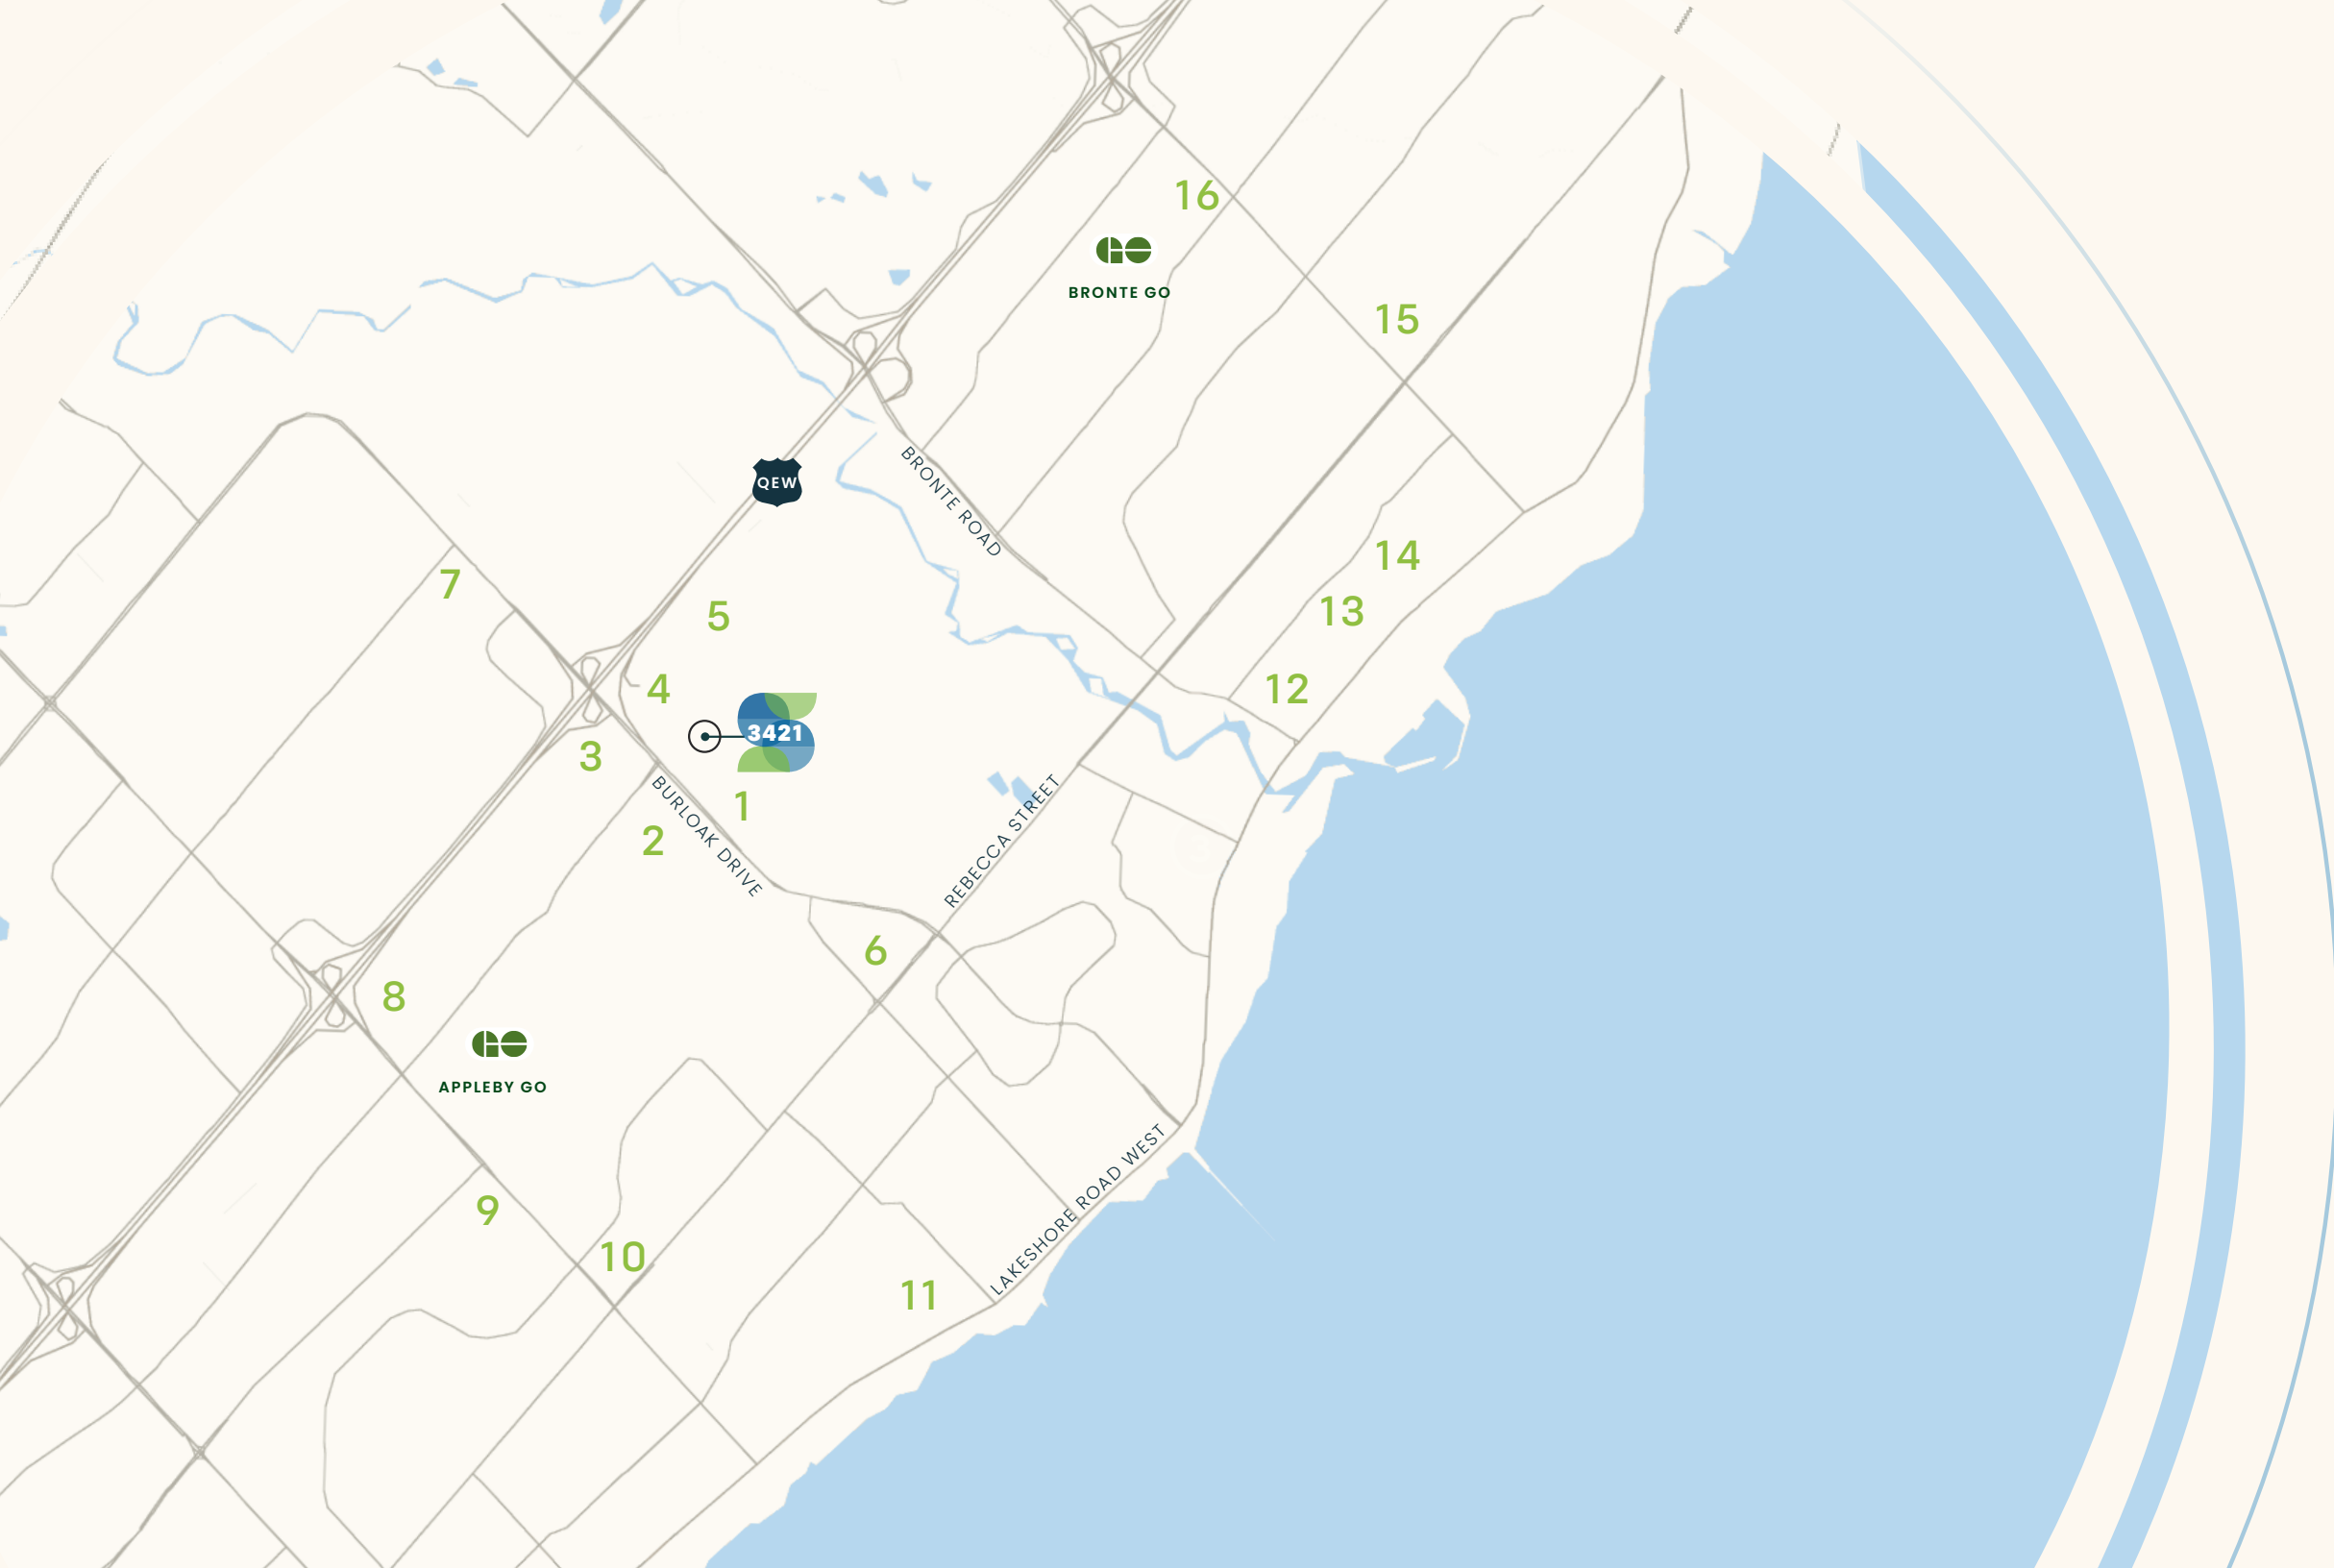 16
BRONTE GO
15
BRONTE ROAD
QEW
14
7
13
5
4
12
3421
3
REBECCA STREET
1
BURLOAK DRIVE
2
6
8
APPLEBY GO
LAKESHORE ROAD WEST
9
10
11